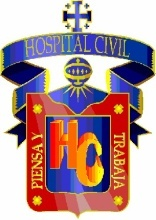 HOSPITAL CIVIL
PIENSA Y
HC
TRABAJA